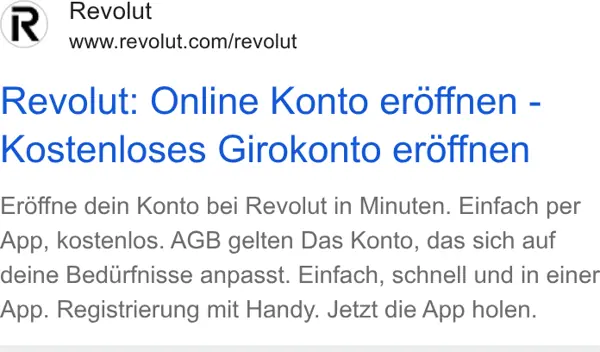 R
Revolut
www.revolut.com/revolut
Revolut: Online Konto eröffnen -
Kostenloses Girokonto eröffnen
Eröffne dein Konto bei Revolut in Minuten. Einfach per
App, kostenlos. AGB gelten Das Konto, das sich auf
deine Bedürfnisse anpasst. Einfach, schnell und in einer
App. Registrierung mit Handy. Jetzt die App holen.